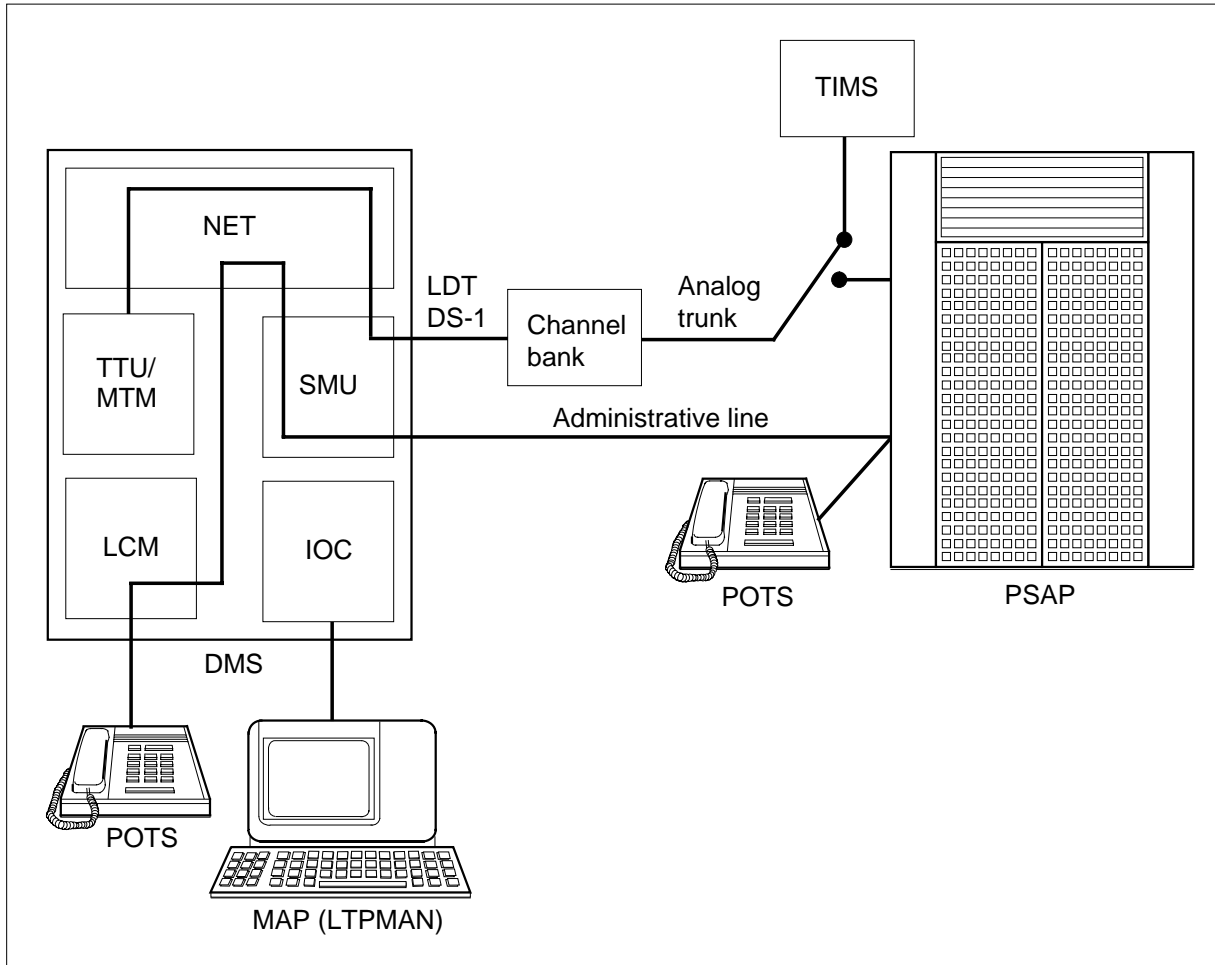 TIMS
NET
LDT
DS-1
Channel
bank
Analog
trunk
TTU/
MTM
SMU
Administrative line
LCM
IOC
POTS
PSAP
DMS
POTS
MAP (LTPMAN)